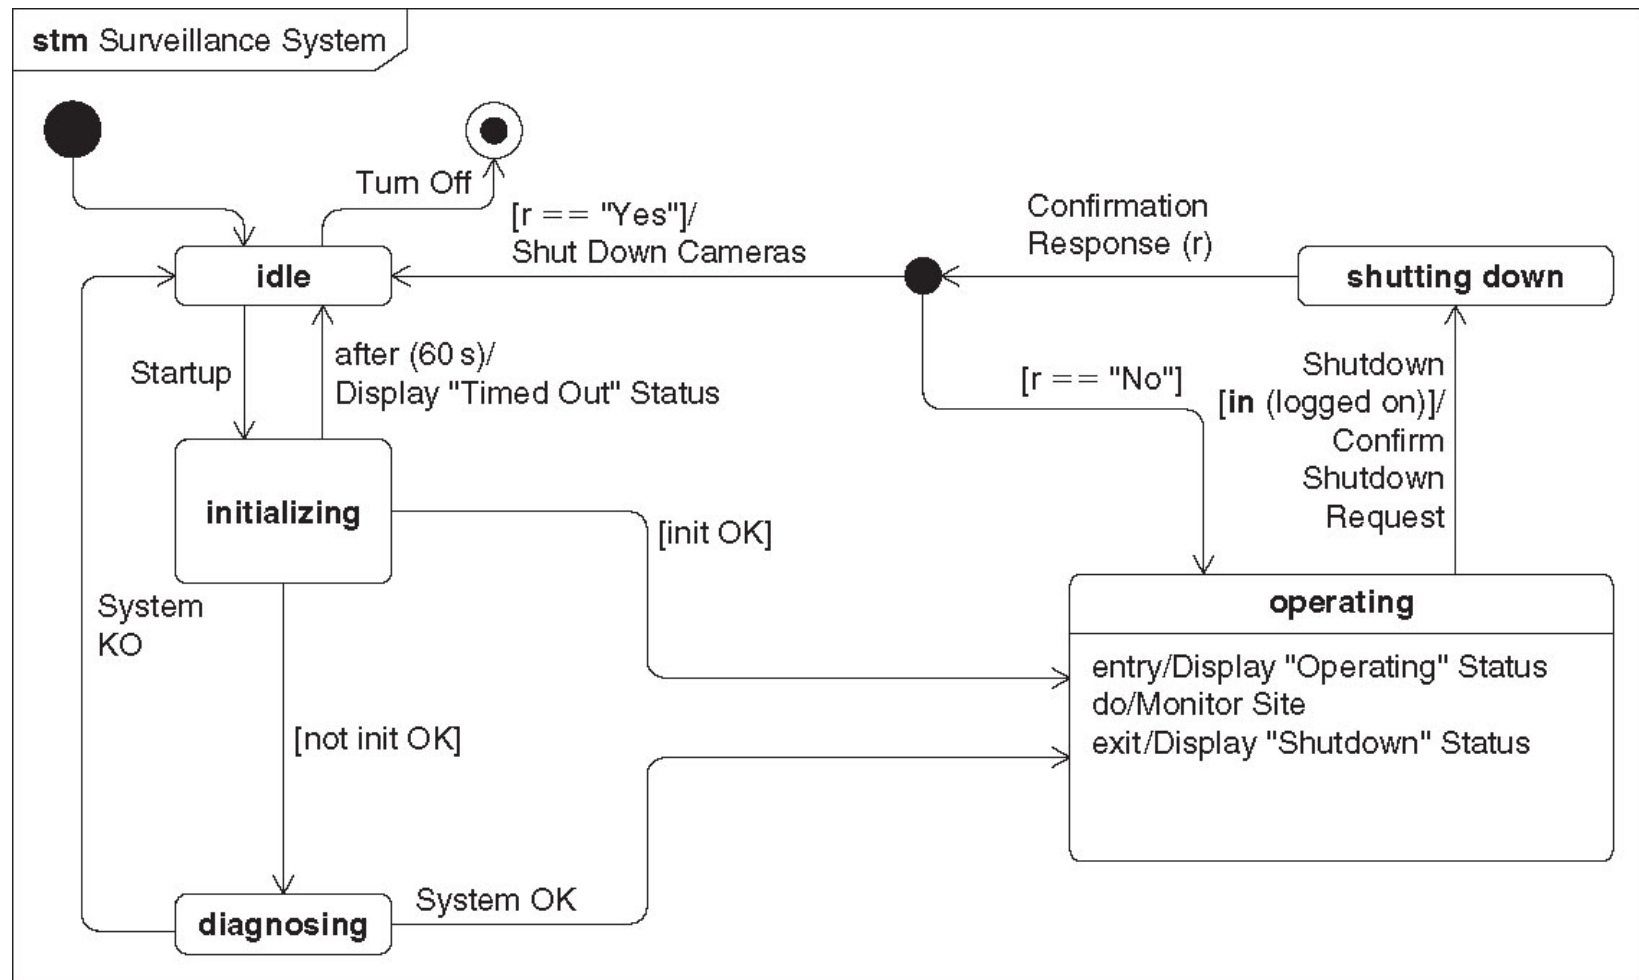 stm Surveillance System
Turn Off
[r == "Yes"]/
Shut Down Cameras
Confirmation
Response (r)
idle
shutting down
Startup
after (60 s)/
Display "Timed Out" Status
[r == "No"]
Shutdown
[in (logged on)]/
Confirm
Shutdown
Request
initializing
[init OK]
System
KO
operating
entry/Display "Operating" Status
do/Monitor Site
exit/Display "Shutdown" Status
[not init OK]
System OK
diagnosing